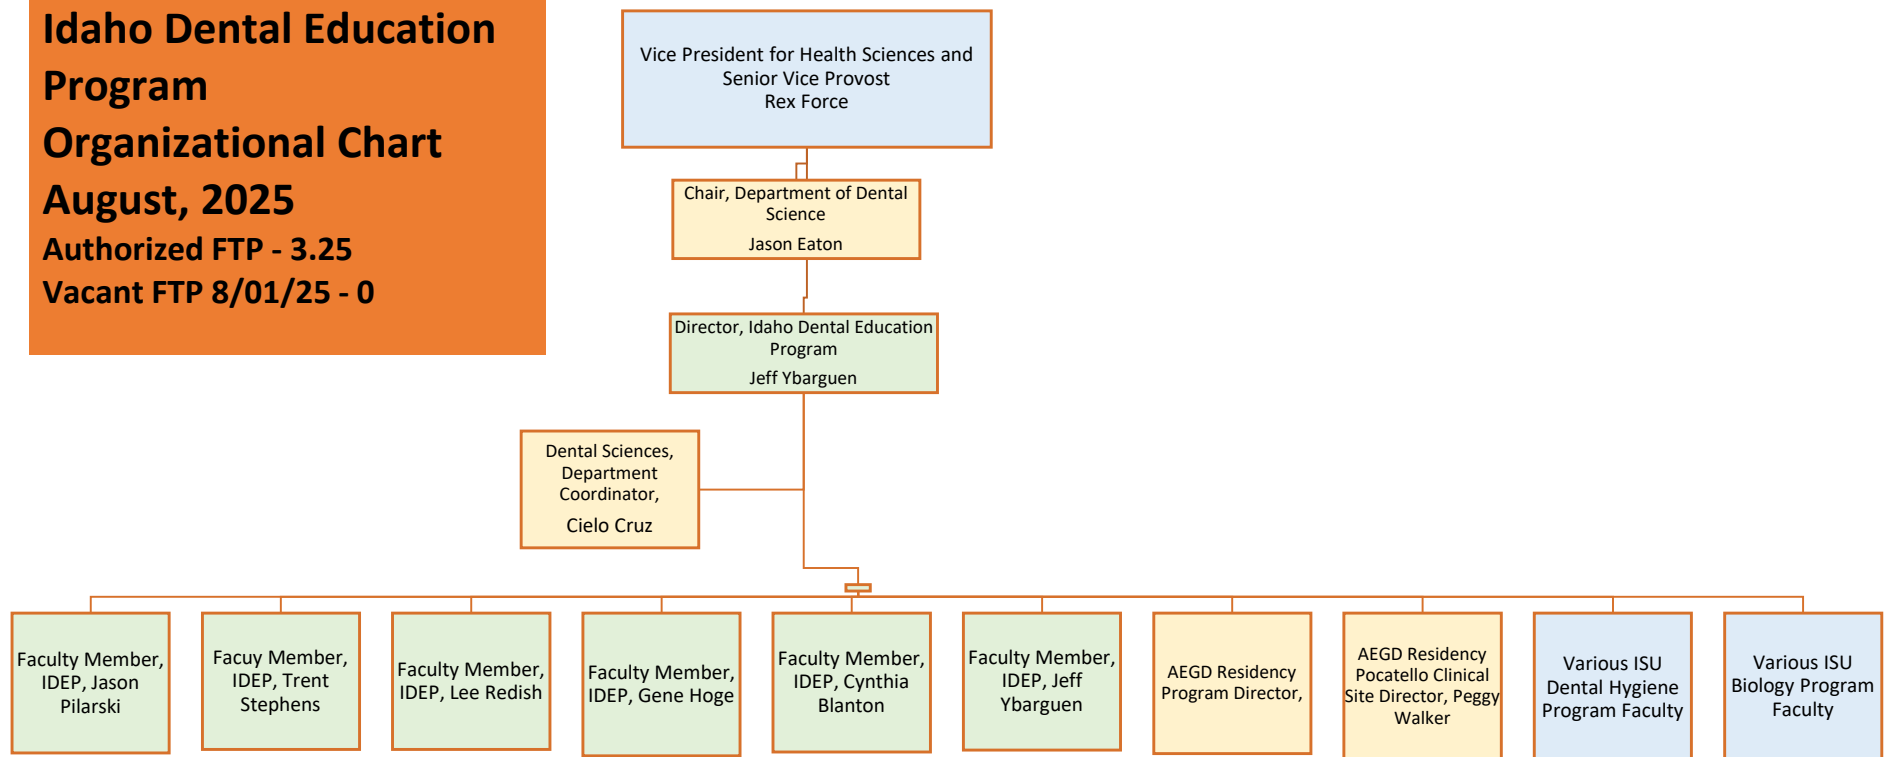 Idaho Dental Education
Program
Organizational Chart
August, 2025
Authorized FTP - 3.25
Vacant FTP 8/01/25 - 0
Vice President for Health Sciences and
Senior Vice Provost
Rex Force
Chair, Department of Dental
Science
Jason Eaton
Director, Idaho Dental Education
Program
Jeff Ybarguen
Dental Sciences,
Department
Coordinator,
Cielo Cruz
Faculty Member,
IDEP, Jason
Pilarski
Facuy Member,
IDEP, Trent
Stephens
Faculty Member,
IDEP, Lee Redish
Faculty Member,
IDEP, Gene Hoge
Faculty Member,
IDEP, Cynthia
Blanton
Faculty Member,
IDEP, Jeff
Ybarguen
AEGD Residency
Program Director,
AEGD Residency
Pocatello Clinical
Site Director, Peggy
Walker
Various ISU
Dental Hygiene
Program Faculty
Various ISU
Biology Program
Faculty